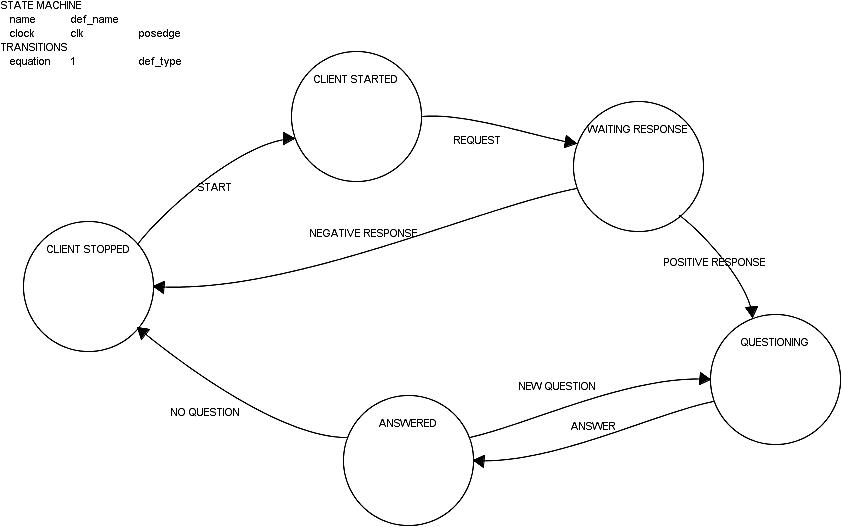 STATE MACHINE
name def_name
clock clk posedge
TRANSITIONS
equation 1 def_type
CLIENT STARTED
WAITING RESPONSE
REQUEST
START
NEGATIVE RESPONSE
CLIENT STOPPED
POSITIVE RESPONSE
QUESTIONING
NEW QUESTION
NO QUESTION
ANSWERED
ANSWER